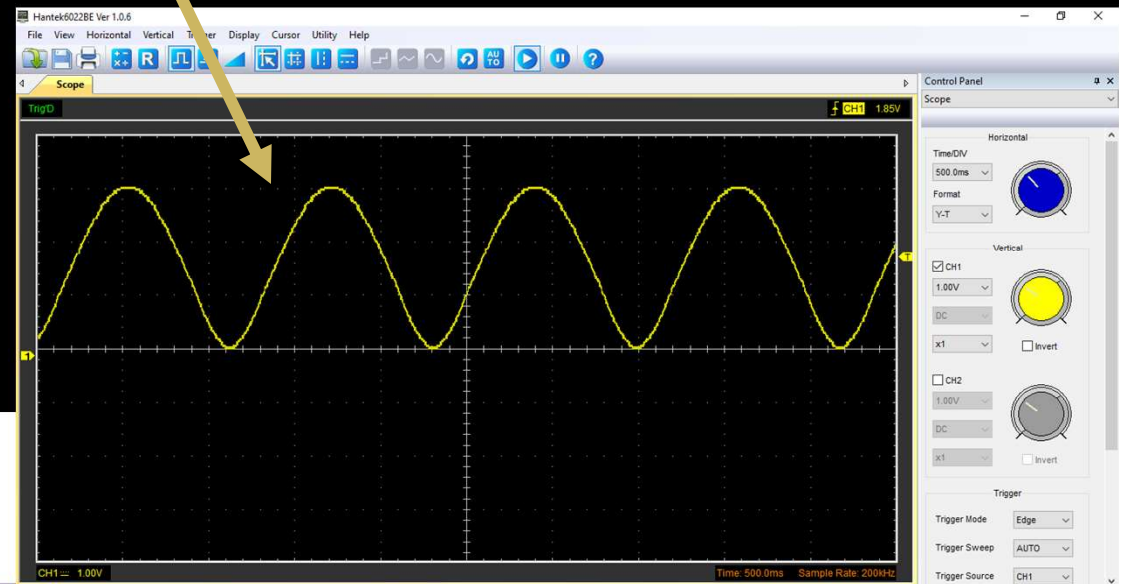 Hantek6022BE Ver 1.0.6
File View Horizontal Vertical Display Cursor Utility Help
R AUTO ?
Scope
Control Panel
Scope
Trig'D
CH1 1.85V
T
1
CH1 1.00V
Time: 500.0ms Sample Rate: 200kHz
Horizontal
Time/DIV
500.0ms
Format
Y-T
Vertical
CH1
1.00V
DC
x1
Invert
CH2
1.00V
DC
x1
Invert
Trigger
Trigger Mode Edge
Trigger Sweep AUTO
Trigger Source CH1